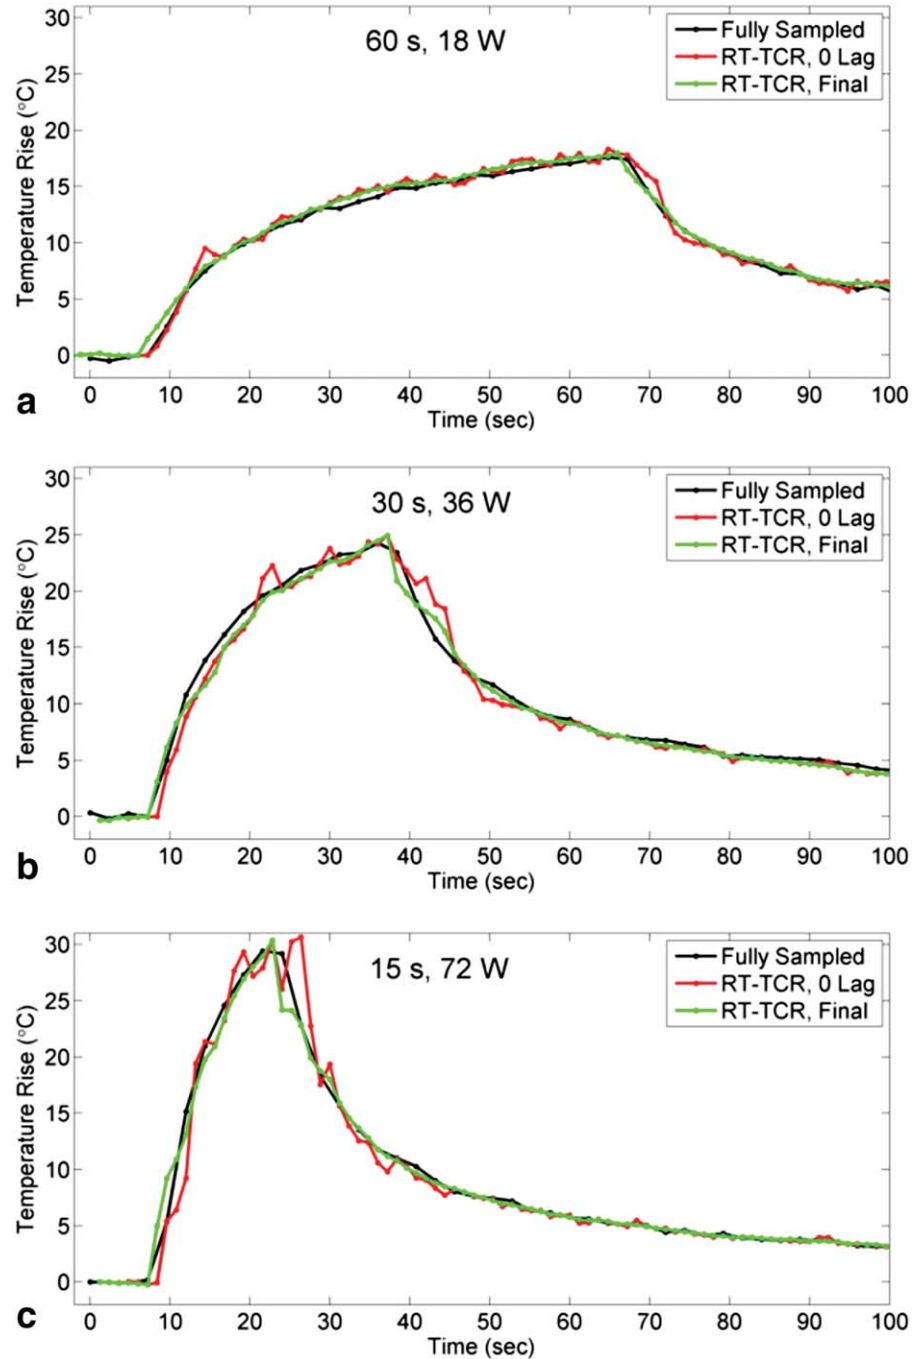 30
60 s, 18 W
Fully Sampled
RT-TCR, 0 Lag
RT-TCR, Final
25
20
15
10
5
0
Temperature Rise (°C)
0 10 20 30 40 50 60 70 80 90 100
Time (sec)
a
30
30 s, 36 W
Fully Sampled
RT-TCR, 0 Lag
RT-TCR, Final
25
20
15
10
5
0
Temperature Rise (°C)
0 10 20 30 40 50 60 70 80 90 100
Time (sec)
b
30
15 s, 72 W
Fully Sampled
RT-TCR, 0 Lag
RT-TCR, Final
25
20
15
10
5
0
Temperature Rise (°C)
0 10 20 30 40 50 60 70 80 90 100
Time (sec)
c